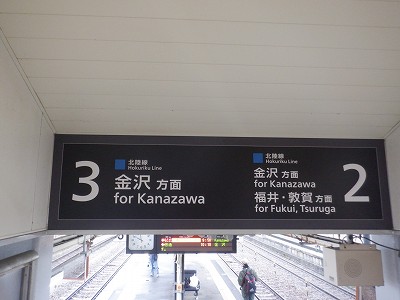 3
北陸線
Hokuriku Line
金沢 方面
for Kanazawa
北陸線
Hokuriku Line
金沢 方面
for Kanazawa
福井・敦賀 方面
for Fukui, Tsuruga
2